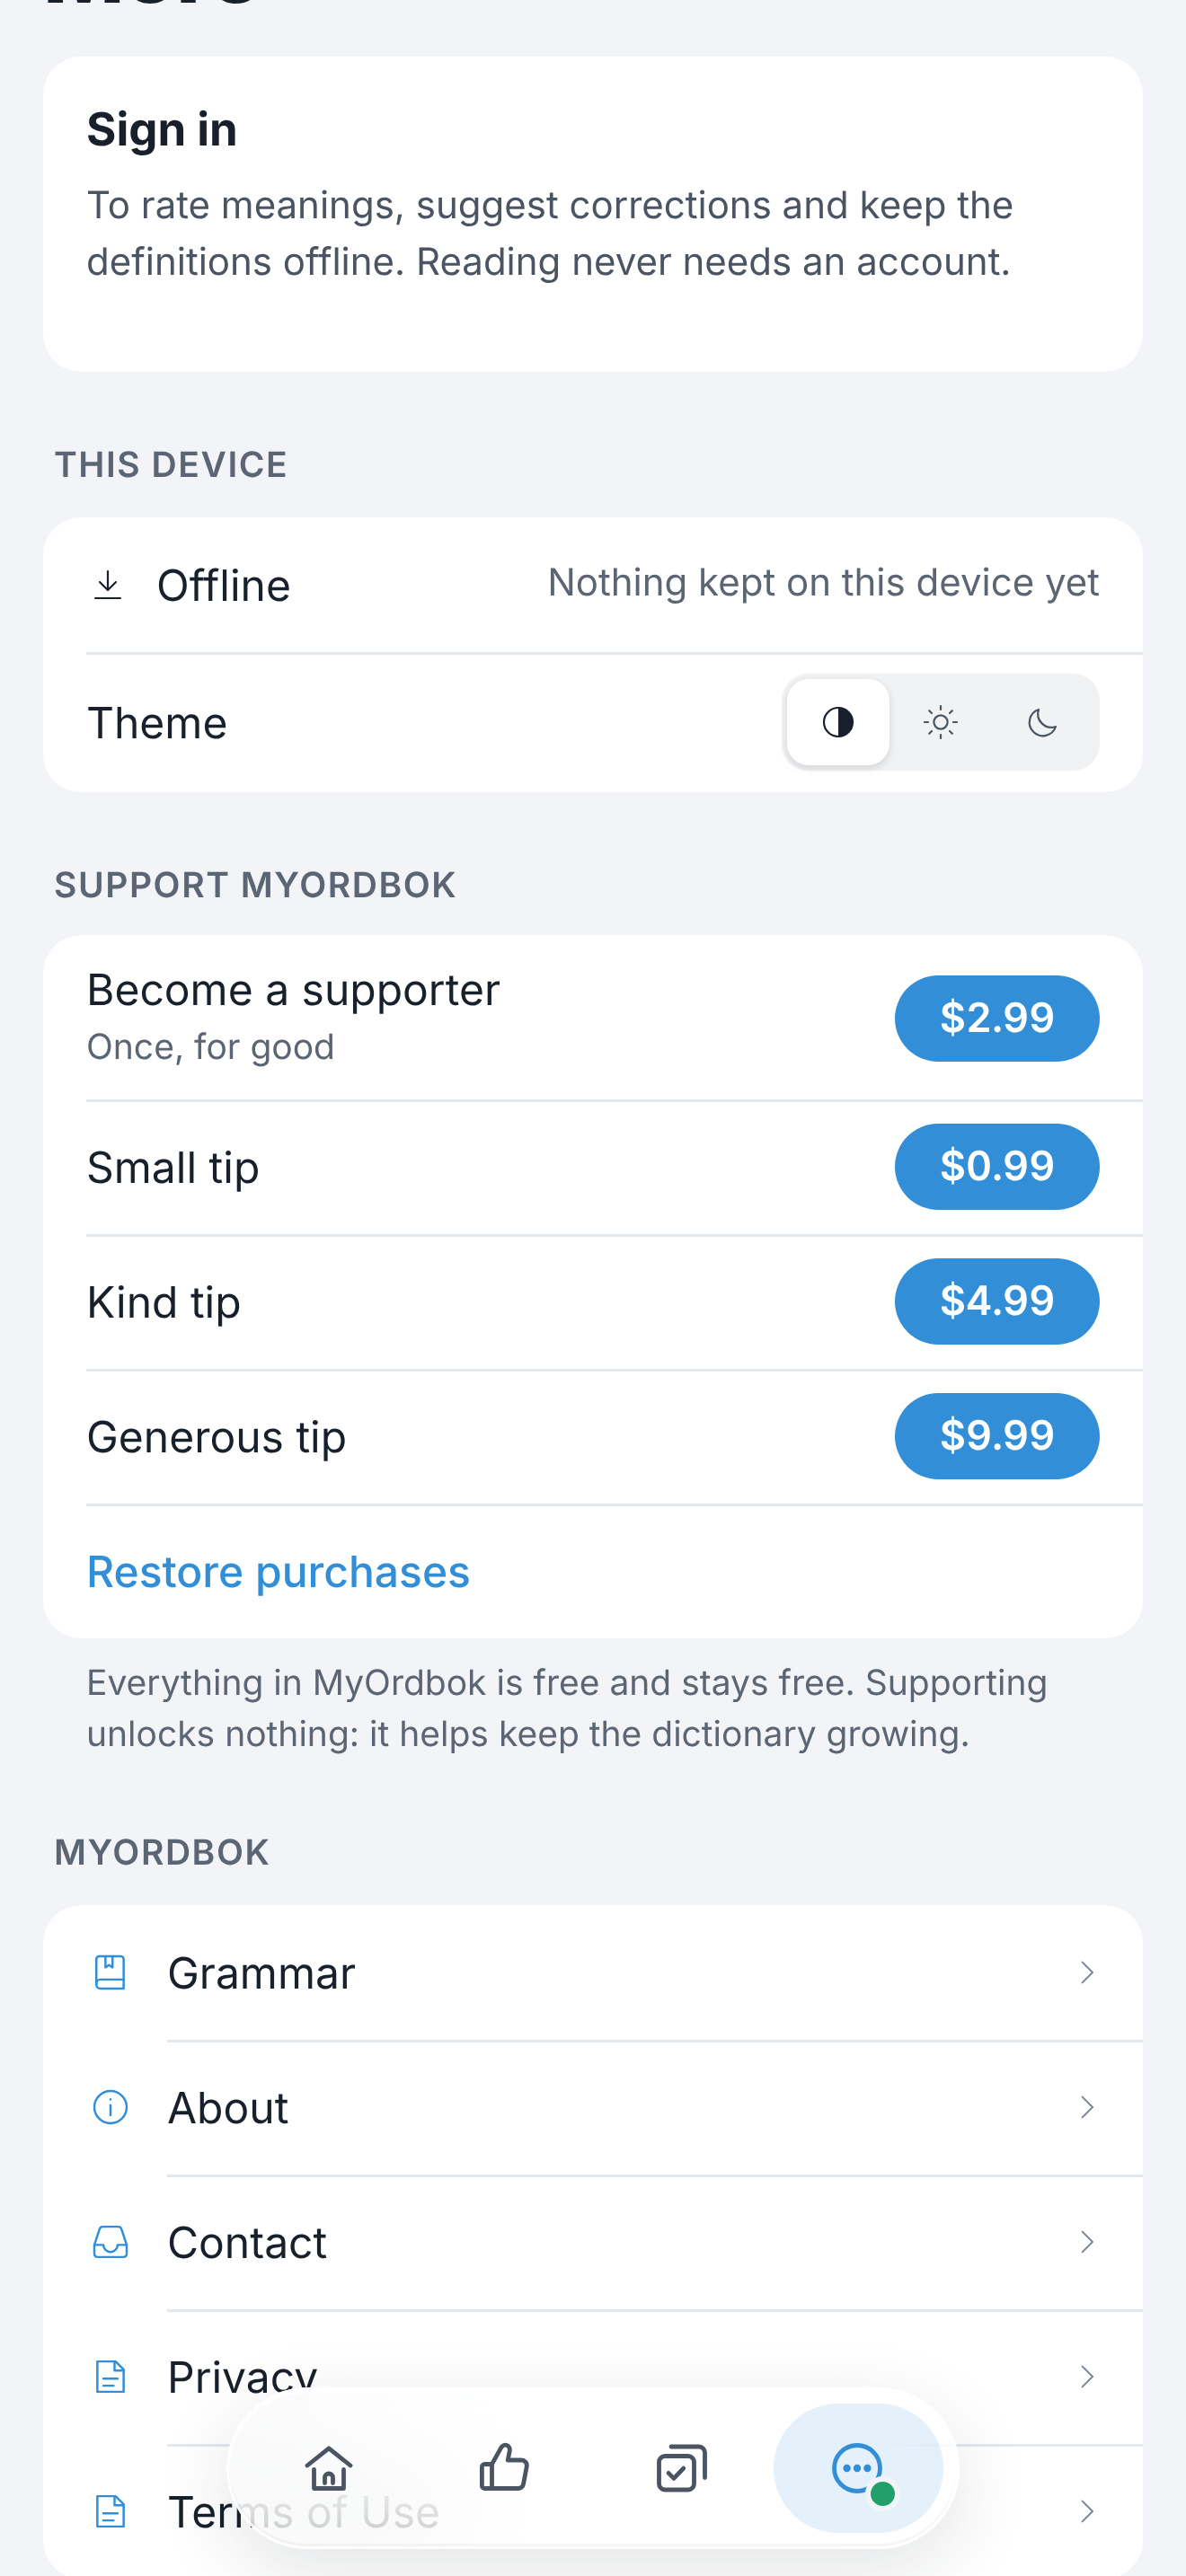 More
Sign in
To rate meanings, suggest corrections and keep the
definitions offline. Reading never needs an account.
THIS DEVICE
Offline
Nothing kept on this device yet
Theme
SUPPORT MYORDBOK
Become a supporter
Once, for good
$2.99
Small tip
$0.99
Kind tip
$4.99
Generous tip
$9.99
Restore purchases
Everything in MyOrdbok is free and stays free. Supporting
unlocks nothing: it helps keep the dictionary growing.
MYORDBOK
Grammar
About
Contact
Privacy
Terms of Use